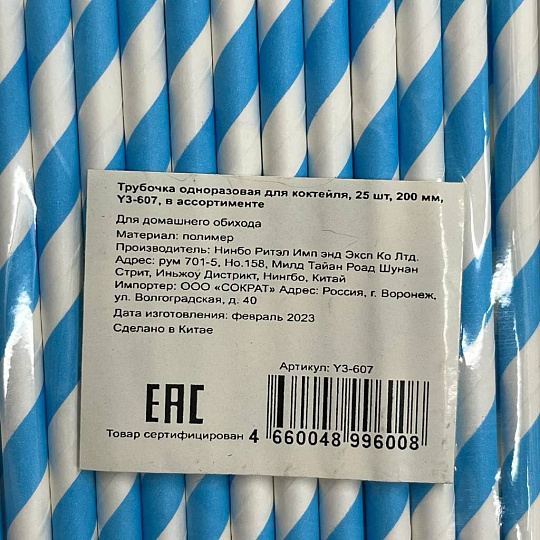 Трубочка одноразовая для коктейля, 25 шт, 200 мм,
Y3-607, в ассортименте
Для домашнего обихода
Материал: полимер
Производитель: Нинбо Ритэл Имп энд Эксп Ко Лтд.
Адрес: рум 701-5, Но.158, Милд Тайан Роад Шунан
Стрит, Иньжоу Дистрикт, Нингбо, Китай
Импортер: ООО «СОКРАТ» Адрес: Россия, г. Воронеж,
ул. Волгоградская, д. 40
Дата изготовления: февраль 2023
Сделано в Китае
Артикул: Y3-607
EAC
Товар сертифицирован
4 660048 996008